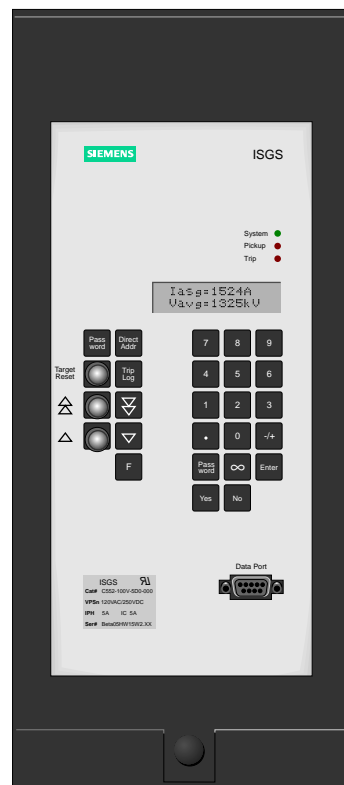 SIEMENS
ISGS
System
Pickup
Trip
Iasg=1524A
Vavg=1325kV
Pass word
Direct Addr
7
8
9
Target Reset
Trip Log
4
5
6
1
2
3
.
0
-/+
F
Pass word
∞
Enter
Yes
No
Data Port
ISGS
Cat# C552-100V-5D0-000
VPSn 120VAC/250VDC
IPH 5A IC 5A
Ser# Beta05HW15W2.XX